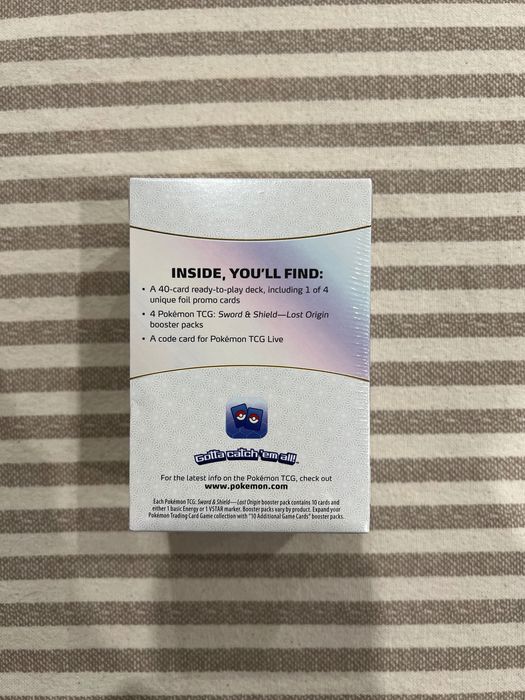 INSIDE, YOU'LL FIND:
• A 40-card ready-to-play deck, including 1 of 4
unique foil promo cards
• 4 Pokémon TCG: Sword & Shield—Lost Origin
booster packs
• A code card for Pokémon TCG Live
Gotta catch 'em all!™
For the latest info on the Pokémon TCG, check out
www.pokemon.com
Each Pokémon TCG: Sword & Shield—Lost Origin booster pack contains 10 cards and
either 1 basic Energy or 1 VSTAR marker. Booster packs vary by product. Expand your
Pokémon Trading Card Game collection with "10 Additional Game Cards" booster packs.